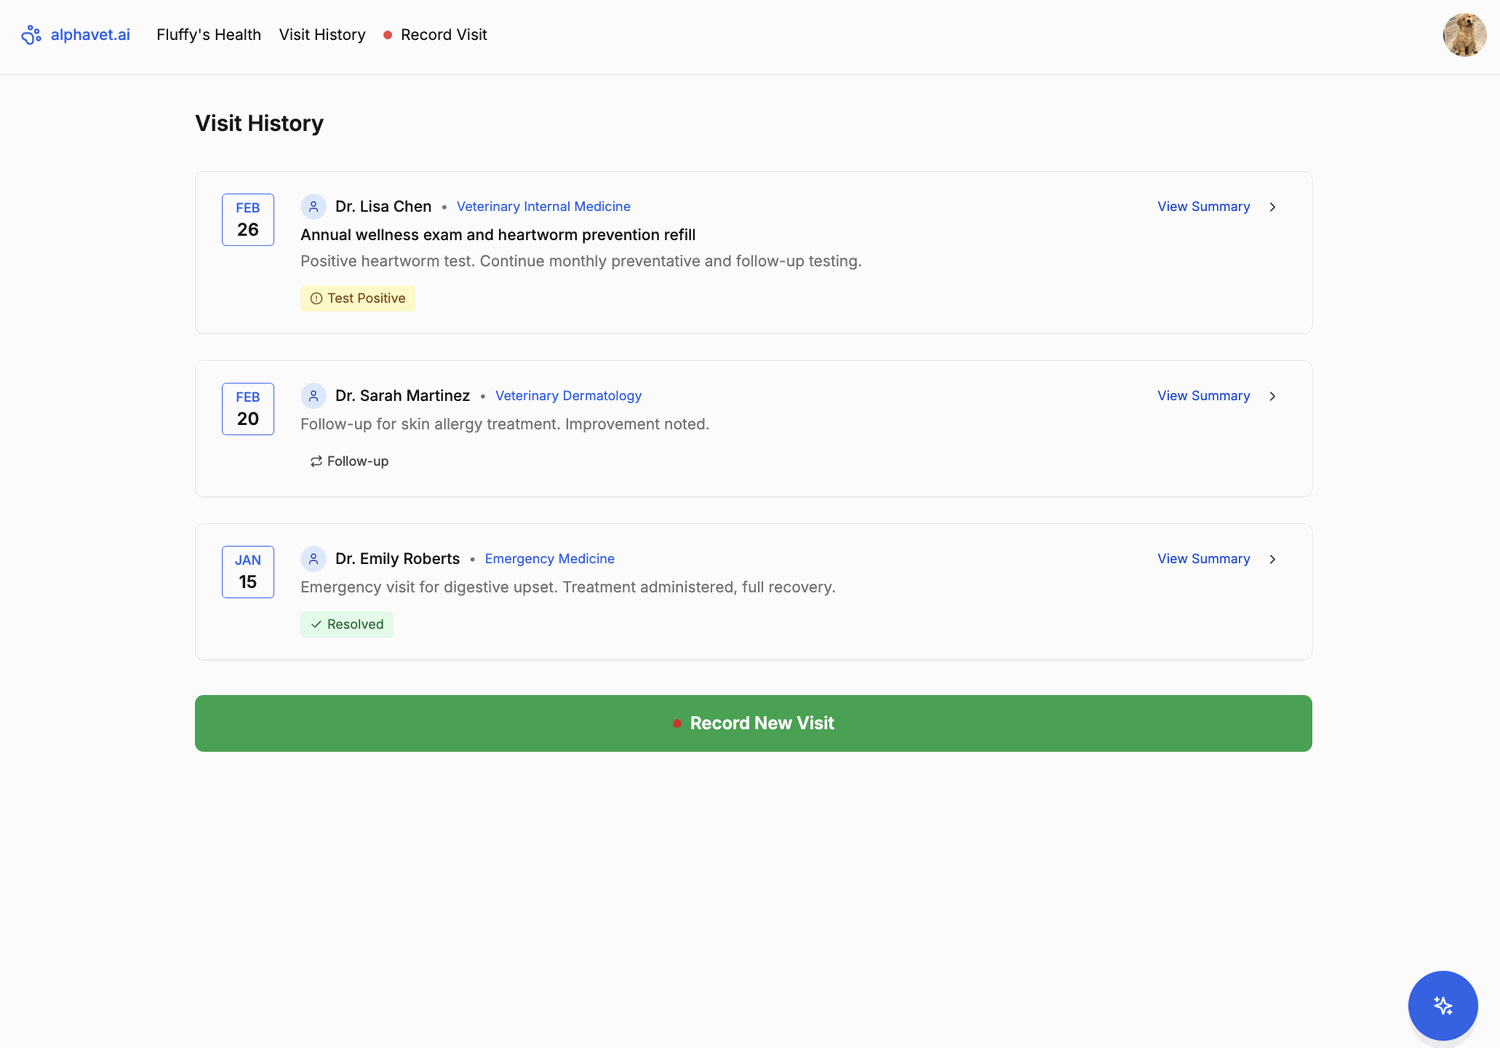 alphavet.ai
Fluffy's Health
Visit History
Record Visit
Visit History
FEB
26
Dr. Lisa Chen • Veterinary Internal Medicine
View Summary
Annual wellness exam and heartworm prevention refill
Positive heartworm test. Continue monthly preventative and follow-up testing.
Test Positive
FEB
20
Dr. Sarah Martinez • Veterinary Dermatology
View Summary
Follow-up for skin allergy treatment. Improvement noted.
Follow-up
JAN
15
Dr. Emily Roberts • Emergency Medicine
View Summary
Emergency visit for digestive upset. Treatment administered, full recovery.
Resolved
Record New Visit